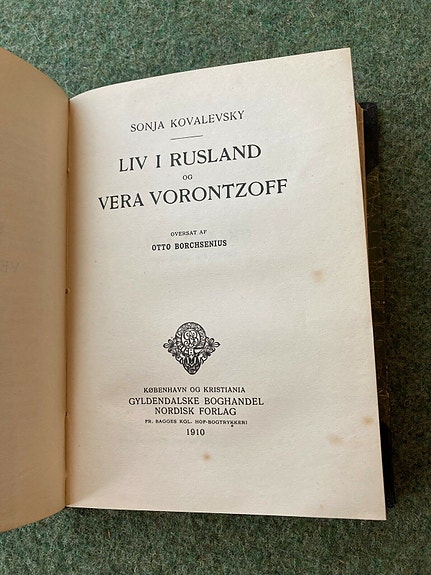 SONJA KOVALEVSKY
LIV I RUSLAND
OG
VERA VORONTZOFF
OVERSAT AF
OTTO BORCHSENIUS
KØBENHAVN OG KRISTIANIA
GYLDENDALSKE BOGHANDEL
NORDISK FORLAG
FR. BAGGES KGL. HOF-BOGTRYKKERI
1910